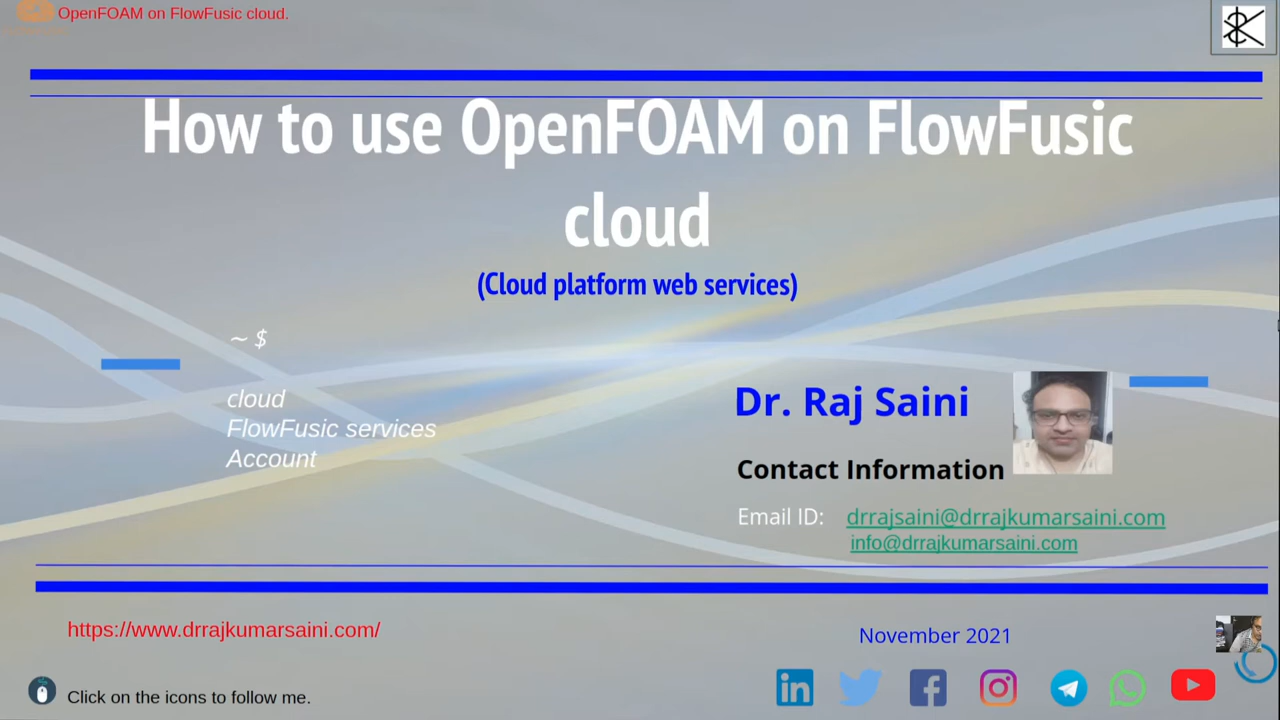 OpenFOAM on FlowFusic cloud.
How to use OpenFOAM on FlowFusic
cloud
(Cloud platform web services)
~ $
cloud
FlowFusic services
Account
Dr. Raj Saini
Contact Information
Email ID: drrajsaini@drrajkumarsaini.com
info@drrajkumarsaini.com
https://www.drrajkumarsaini.com/
November 2021
Click on the icons to follow me.